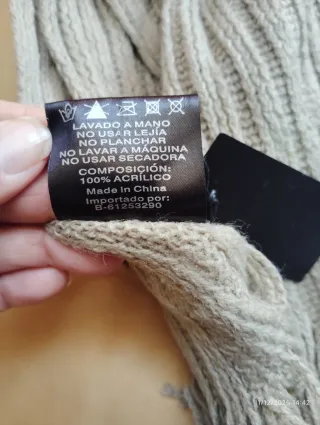 LAVADO A MANO
NO USAR LEJÍA
NO PLANCHAR
NO LAVAR A MÁQUINA
NO USAR SECADORA
COMPOSICIÓN:
100% ACRÍLICO
Made in China
Importado por:
B-61253290